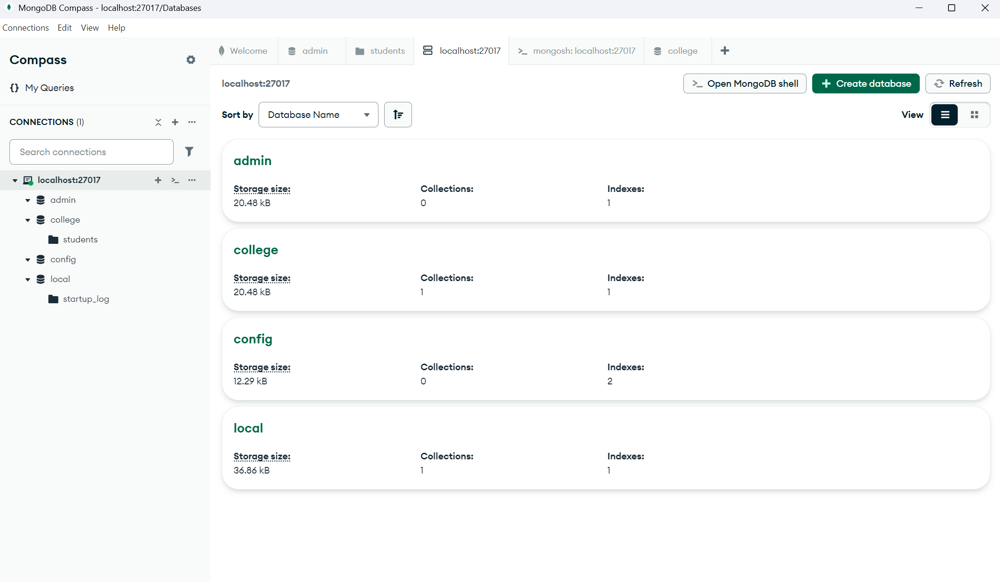 MongoDB Compass - localhost:27017/Databases
Connections Edit View Help
Compass
{} My Queries
CONNECTIONS (1)
Search connections
localhost:27017
admin
college
students
config
local
startup_log
Welcome admin students localhost:27017 mongosh: localhost:27017 college
localhost:27017
Open MongoDB shell Create database Refresh
Sort by Database Name View
admin
Storage size: Collections: Indexes:
20.48 kB 0 1
college
Storage size: Collections: Indexes:
20.48 kB 1 1
config
Storage size: Collections: Indexes:
12.29 kB 0 2
local
Storage size: Collections: Indexes:
36.86 kB 1 1